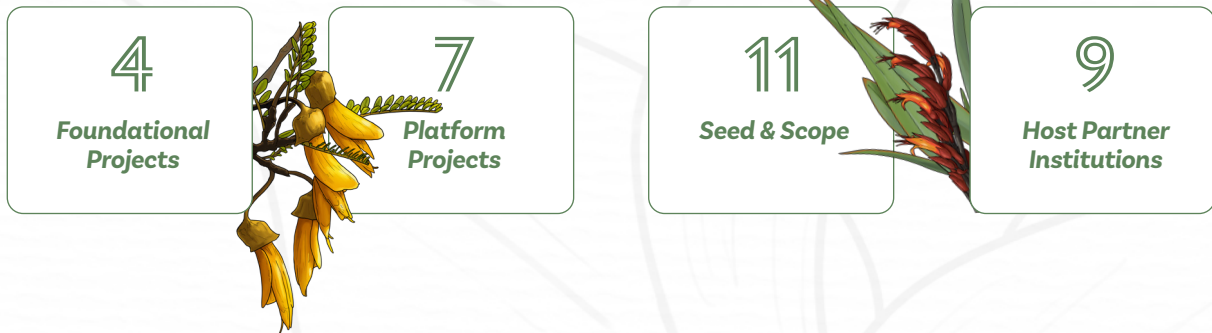 4
Foundational
Projects
7
Platform
Projects
11
Seed & Scope
9
Host Partner
Institutions